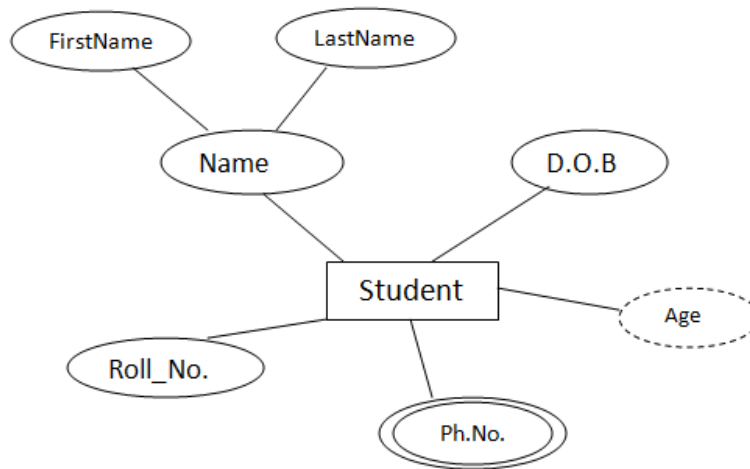 FirstName
LastName
Name
D.O.B
Student
Age
Roll_No.
Ph.No.